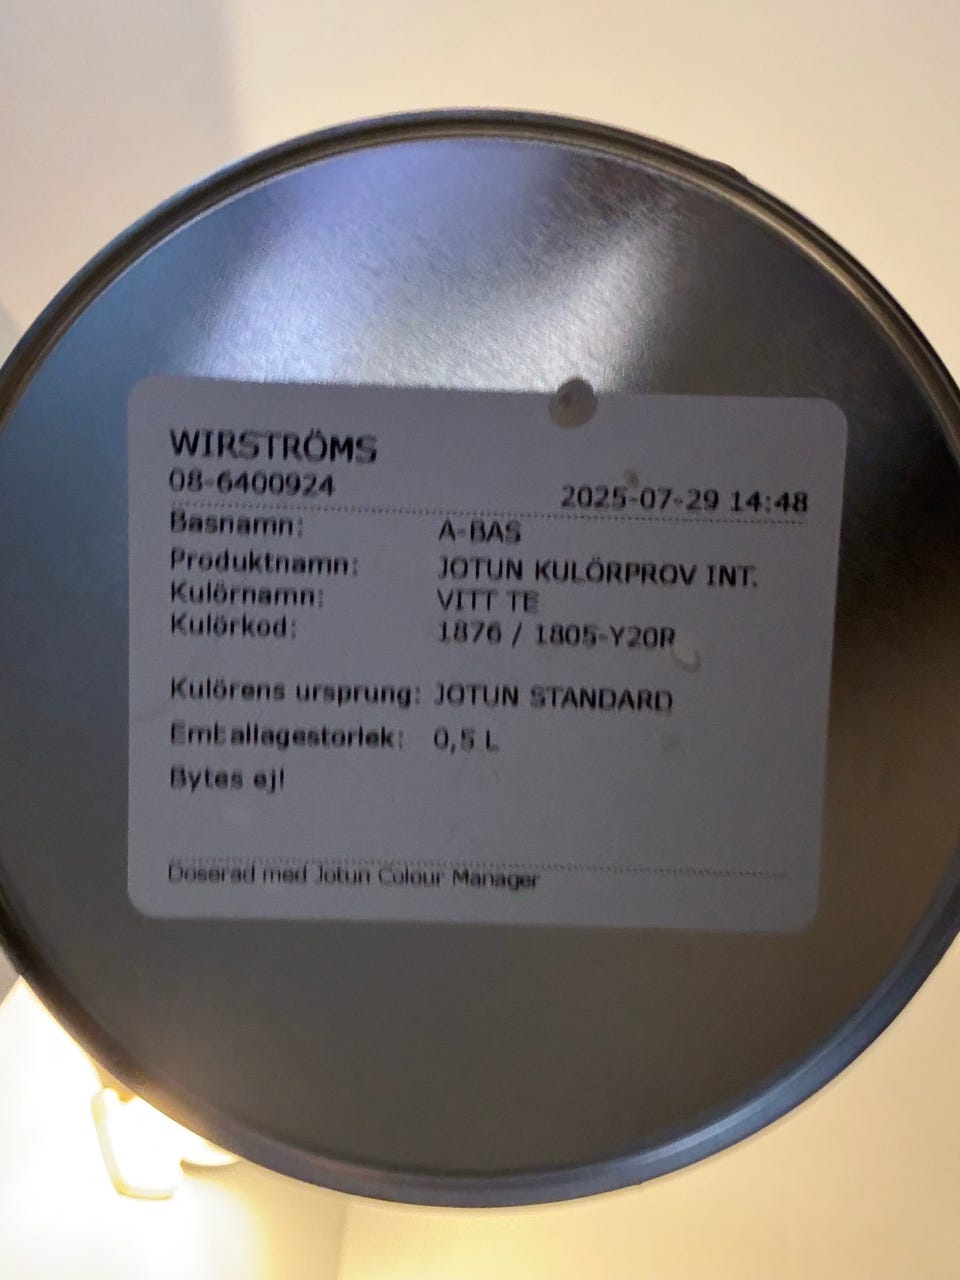 WIRSTRÖMS
08-6400924
2025-07-29 14:48
Basnamn: A-BAS
Produktnamn: JOTUN KULÖRPROV INT.
Kulörnamn: VITT TE
Kulörkod: 1876 / 1805-Y20R
Kulörens ursprung: JOTUN STANDARD
Emballagestorlek: 0,5 L
Bytes ej!
Doserad med Jotun Colour Manager